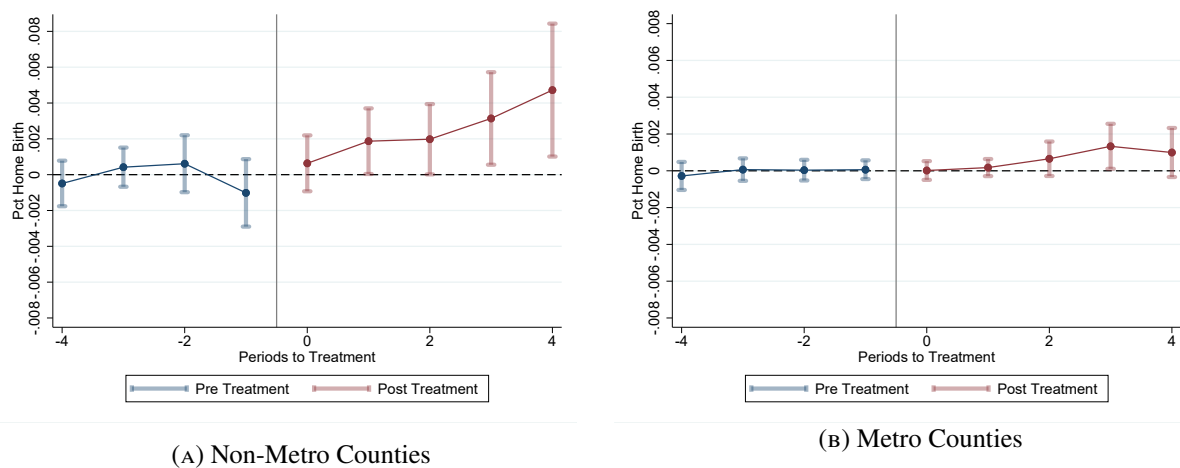 Pct Home Birth
.008
.006
.004
.002
0
-.002
-.004
-.006
-.008
-4
-2
0
2
4
Periods to Treatment
Pre Treatment
Post Treatment
(A) Non-Metro Counties
Pct Home Birth
.008
.006
.004
.002
0
-.002
-.004
-.006
-.008
-4
-2
0
2
4
Periods to Treatment
Pre Treatment
Post Treatment
(B) Metro Counties